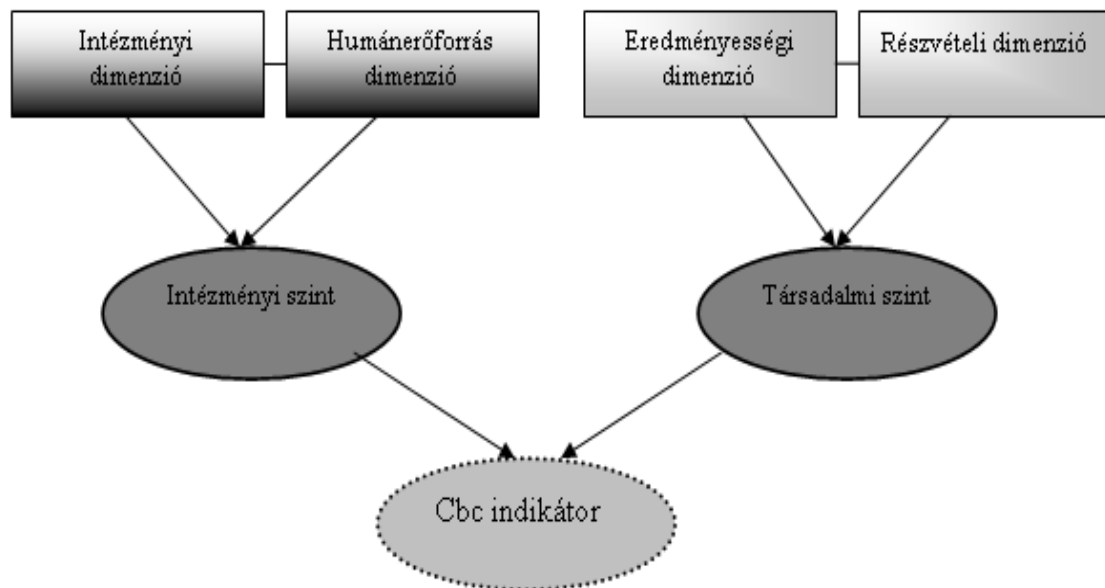 Intézményi
dimenzió
Humánerőforrás
dimenzió
Eredményességi
dimenzió
Részvételi dimenzió
Intézményi szint
Társadalmi szint
Cbc indikátor